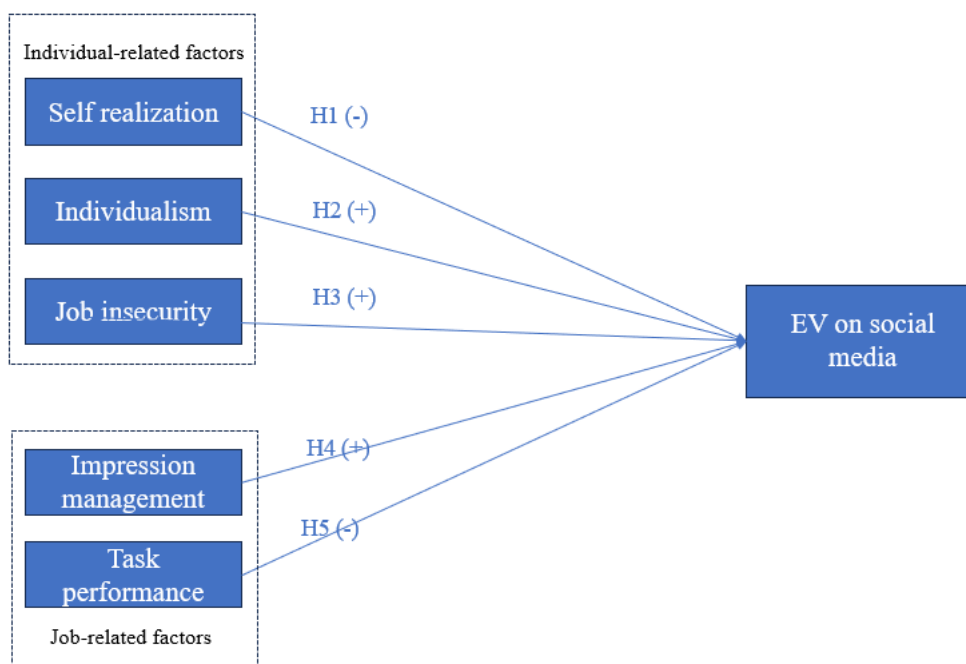 Individual-related factors
Self realization
H1 (-)
Individualism
H2 (+)
Job insecurity
H3 (+)
EV on social
media
Impression
management
H4 (+)
Task
performance
H5 (-)
Job-related factors